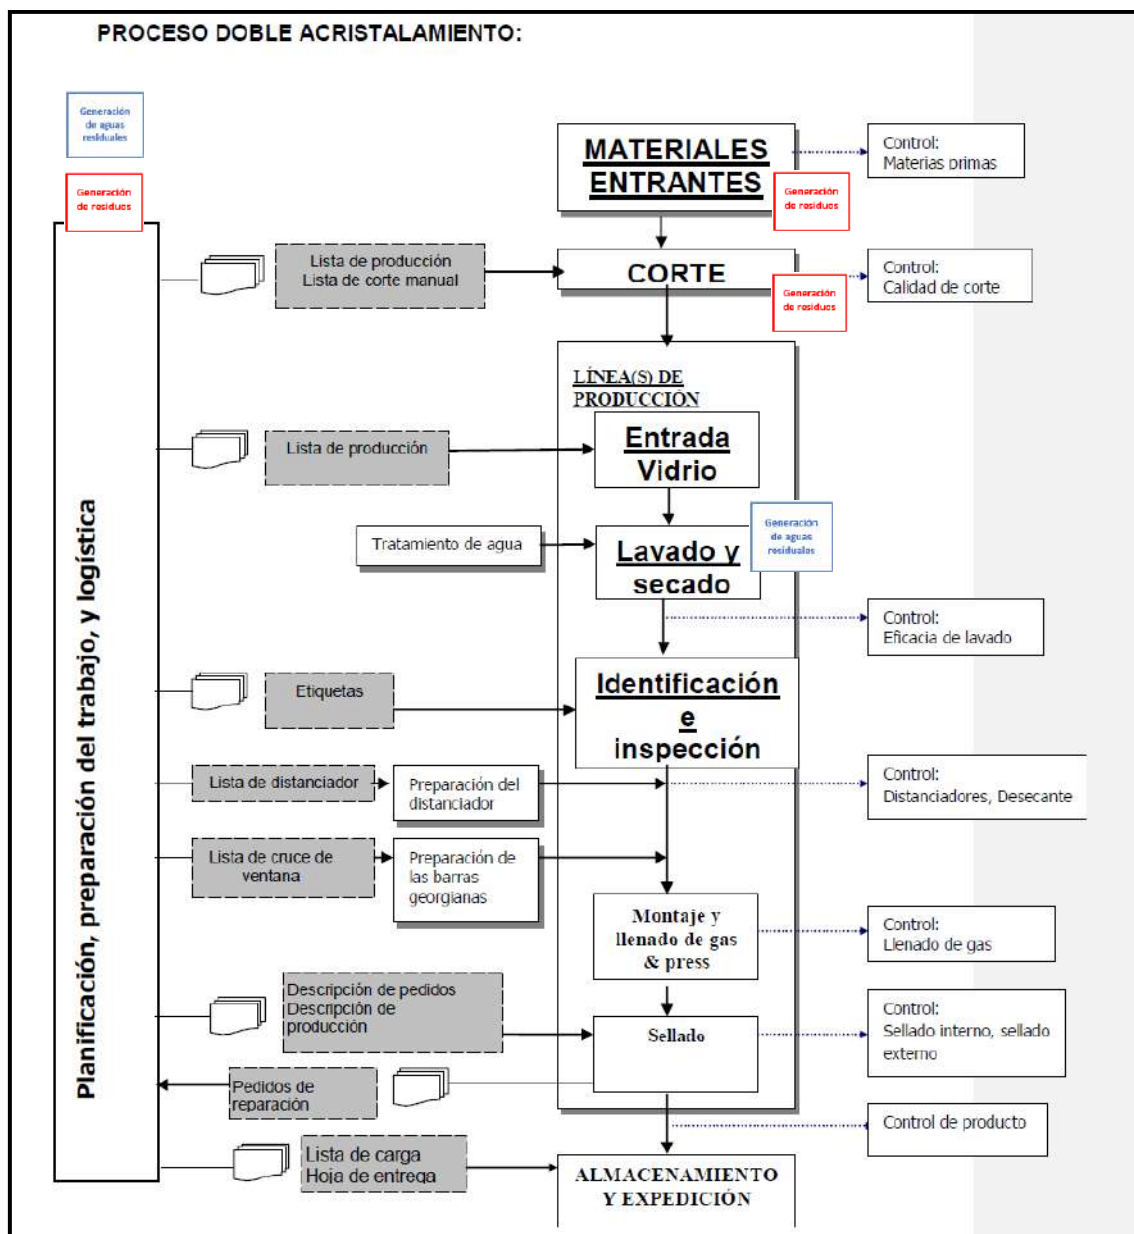 PROCESO DOBLE ACRISTALAMIENTO:
Generación
de aguas
residuales
Generación
de residuos
Planificación, preparación del trabajo, y logística
MATERIALES
ENTRANTES
Generación
de residuos
Control:
Materias primas
Lista de producción
Lista de corte manual
CORTE
Generación
de residuos
Control:
Calidad de corte
LÍNEA(S) DE
PRODUCCIÓN
Lista de producción
Entrada
Vidrio
Tratamiento de agua
Lavado y
secado
Generación
de aguas
residuales
Control:
Eficacia de lavado
Etiquetas
Identificación
e
inspección
Lista de distanciador
Preparación del
distanciador
Control:
Distanciadores, Desecante
Lista de cruce de
ventana
Preparación de
las barras
georgianas
Montaje y
llenado de gas
& press
Control:
Llenado de gas
Descripción de pedidos
Descripción de
producción
Sellado
Control:
Sellado interno, sellado
externo
Pedidos de
reparación
Control de producto
Lista de carga
Hoja de entrega
ALMACENAMIENTO
Y EXPEDICIÓN